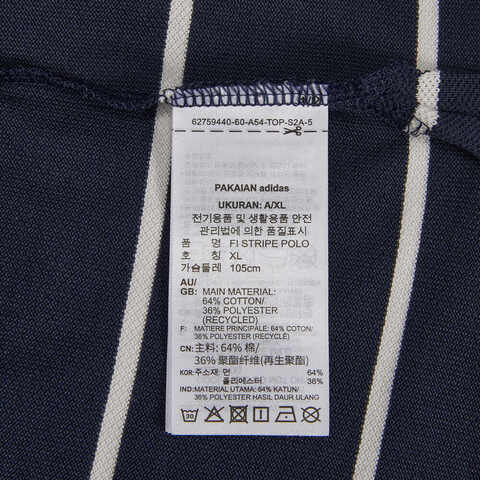 62759440-60-A54-TOP-S2A-5
PAKAIAN adidas
UKURAN: A/XL
전기용품 및 생활용품 안전
관리법에 의한 품질표시
품 명 FI STRIPE POLO
호 칭 XL
가슴둘레 105cm
AU/
GB: MAIN MATERIAL:
64% COTTON/
36% POLYESTER
(RECYCLED)
F: MATIERE PRINCIPALE: 64% COTON/
36% POLYESTER (RECYCLÉ)
CN: 主料: 64% 棉/
36% 聚酯纤维(再生聚酯)
KOR: 주소재: 면 64%
폴리에스터 36%
IND: MATERIAL UTAMA: 64% KATUN/
36% POLYESTER HASIL DAUR ULANG
30